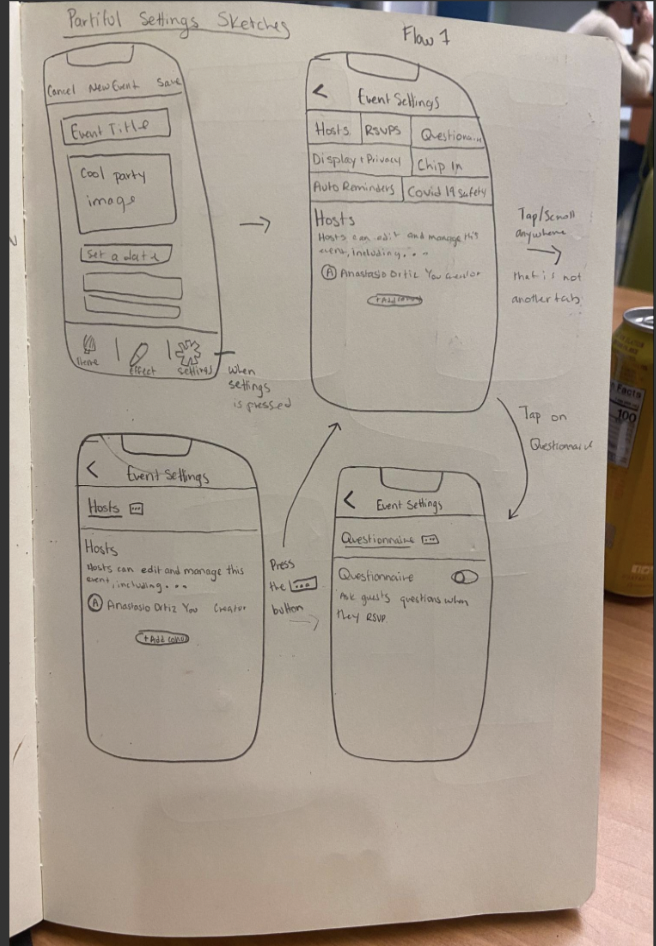 Partiful Settings Sketches
Flow 1
Cancel New Event Save
Event Title
Cool party
image
Set a date
theme
effect
settings
when
settings
is pressed
Event Settings
Hosts RSVPS Questionn...
Display + Privacy Chip In
Auto Reminders Covid 19 safety
Hosts
Hosts can edit and manage this
event, including...
A Anastasio Ortiz You Creator
+ Add
Tap/Scroll
anywhere
that is not
another tab
Tap on
Questionnaire
Event Settings
Hosts ...
Hosts
Hosts can edit and manage this
event, including...
A Anastasio Ortiz You Creator
+ Add
Press
the ...
button
Event Settings
Questionnaire ...
Questionnaire
Ask guests questions when
they RSVP
Facts
100